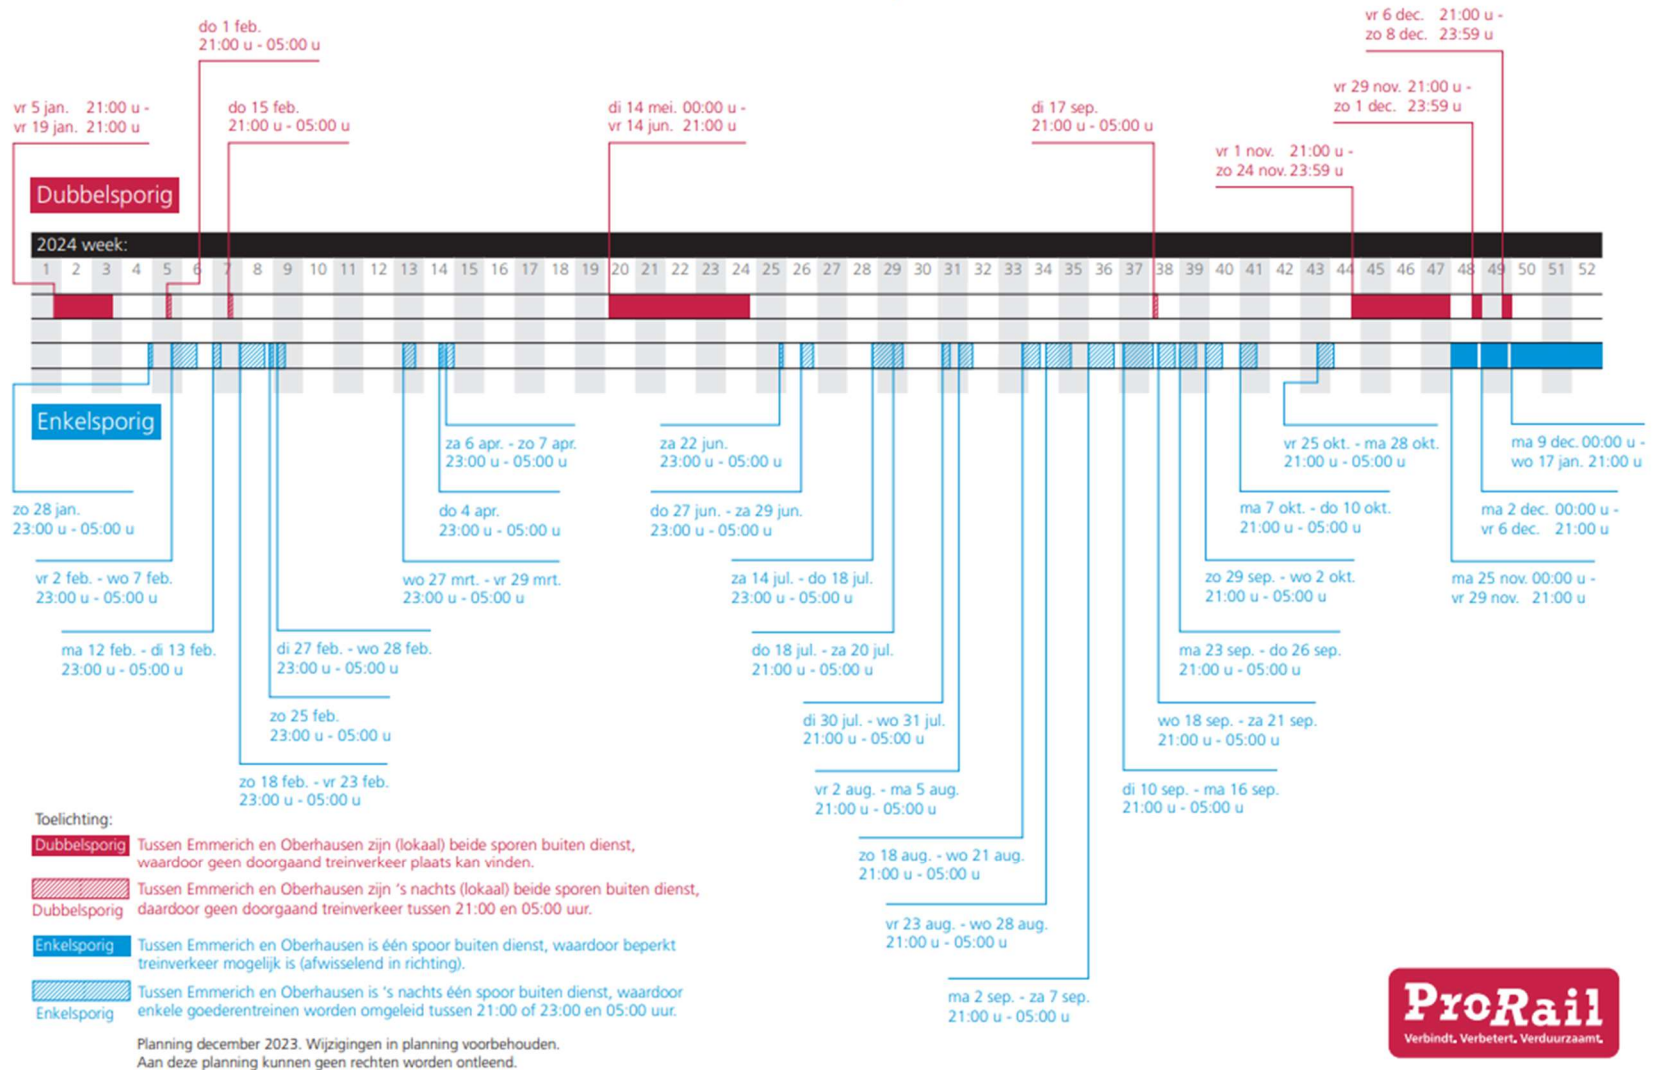 do 1 feb.
21:00 u - 05:00 u
vr 6 dec. 21:00 u -
zo 8 dec. 23:59 u
vr 5 jan. 21:00 u -
vr 19 jan. 21:00 u
do 15 feb.
21:00 u - 05:00 u
di 14 mei. 00:00 u -
vr 14 jun. 21:00 u
di 17 sep.
21:00 u - 05:00 u
vr 29 nov. 21:00 u -
zo 1 dec. 23:59 u
vr 1 nov. 21:00 u -
zo 24 nov. 23:59 u
Dubbelsporig
2024 week:
1 2 3 4 5 6 7 8 9 10 11 12 13 14 15 16 17 18 19 20 21 22 23 24 25 26 27 28 29 30 31 32 33 34 35 36 37 38 39 40 41 42 43 44 45 46 47 48 49 50 51 52
Enkelsporig
za 6 apr. - zo 7 apr.
23:00 u - 05:00 u
za 22 jun.
23:00 u - 05:00 u
vr 25 okt. - ma 28 okt.
21:00 u - 05:00 u
ma 9 dec. 00:00 u -
wo 17 jan. 21:00 u
zo 28 jan.
23:00 u - 05:00 u
do 4 apr.
23:00 u - 05:00 u
do 27 jun. - za 29 jun.
23:00 u - 05:00 u
ma 7 okt. - do 10 okt.
21:00 u - 05:00 u
ma 2 dec. 00:00 u -
vr 6 dec. 21:00 u
vr 2 feb. - wo 7 feb.
23:00 u - 05:00 u
wo 27 mrt. - vr 29 mrt.
23:00 u - 05:00 u
za 14 jul. - do 18 jul.
23:00 u - 05:00 u
zo 29 sep. - wo 2 okt.
21:00 u - 05:00 u
ma 25 nov. 00:00 u -
vr 29 nov. 21:00 u
ma 12 feb. - di 13 feb.
23:00 u - 05:00 u
di 27 feb. - wo 28 feb.
23:00 u - 05:00 u
do 18 jul. - za 20 jul.
21:00 u - 05:00 u
ma 23 sep. - do 26 sep.
21:00 u - 05:00 u
zo 25 feb.
23:00 u - 05:00 u
di 30 jul. - wo 31 jul.
21:00 u - 05:00 u
wo 18 sep. - za 21 sep.
21:00 u - 05:00 u
zo 18 feb. - vr 23 feb.
23:00 u - 05:00 u
vr 2 aug. - ma 5 aug.
21:00 u - 05:00 u
di 10 sep. - ma 16 sep.
21:00 u - 05:00 u
zo 18 aug. - wo 21 aug.
21:00 u - 05:00 u
vr 23 aug. - wo 28 aug.
21:00 u - 05:00 u
ma 2 sep. - za 7 sep.
21:00 u - 05:00 u
Toelichting:
Dubbelsporig Tussen Emmerich en Oberhausen zijn (lokaal) beide sporen buiten dienst,
waardoor geen doorgaand treinverkeer plaats kan vinden.
Tussen Emmerich en Oberhausen zijn 's nachts (lokaal) beide sporen buiten dienst,
Dubbelsporig daardoor geen doorgaand treinverkeer tussen 21:00 en 05:00 uur.
Enkelsporig Tussen Emmerich en Oberhausen is één spoor buiten dienst, waardoor beperkt
treinverkeer mogelijk is (afwisselend in richting).
Tussen Emmerich en Oberhausen is 's nachts één spoor buiten dienst, waardoor
Enkelsporig enkele goederentreinen worden omgeleid tussen 21:00 of 23:00 en 05:00 uur.
Planning december 2023. Wijzigingen in planning voorbehouden.
Aan deze planning kunnen geen rechten worden ontleend.
ProRail
Verbindt. Verbetert. Verduurzaamt.